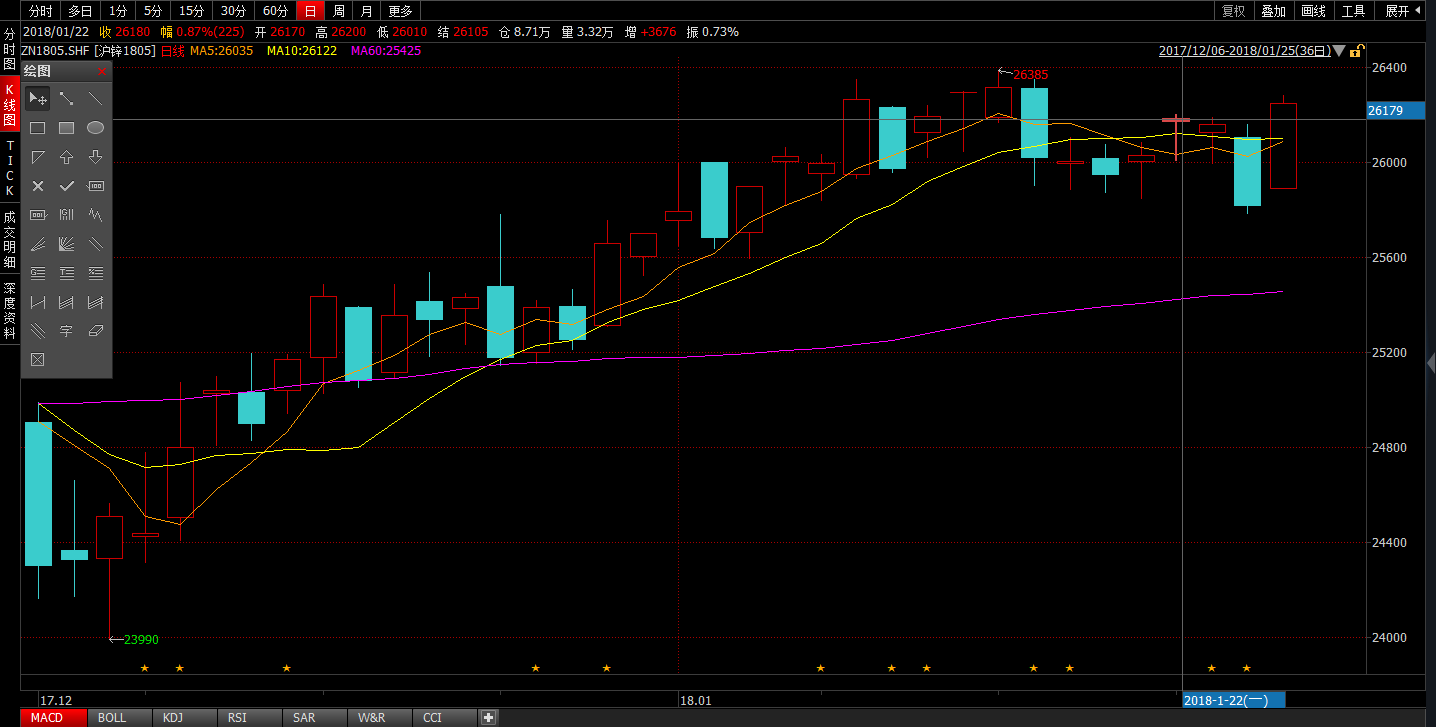 分时 多日 1分 5分 15分 30分 60分 日 周 月 更多 复权 叠加 画线 工具 展开
2018/01/22 收 26180 幅 0.87%(225) 开 26170 高 26200 低 26010 结 26105 仓 8.71万 量 3.32万 增 +3676 振 0.73%
ZN1805.SHF [沪锌1805] 日线 MA5:26035 MA10:26122 MA60:25425 2017/12/06-2018/01/25(36日)
分时图
K线图
TICK
成交明细
深度资料
绘图
字
26385
23990
26400
26179
26000
25600
25200
24800
24400
24000
17.12 18.01 2018-1-22(一)
MACD BOLL KDJ RSI SAR W&R CCI